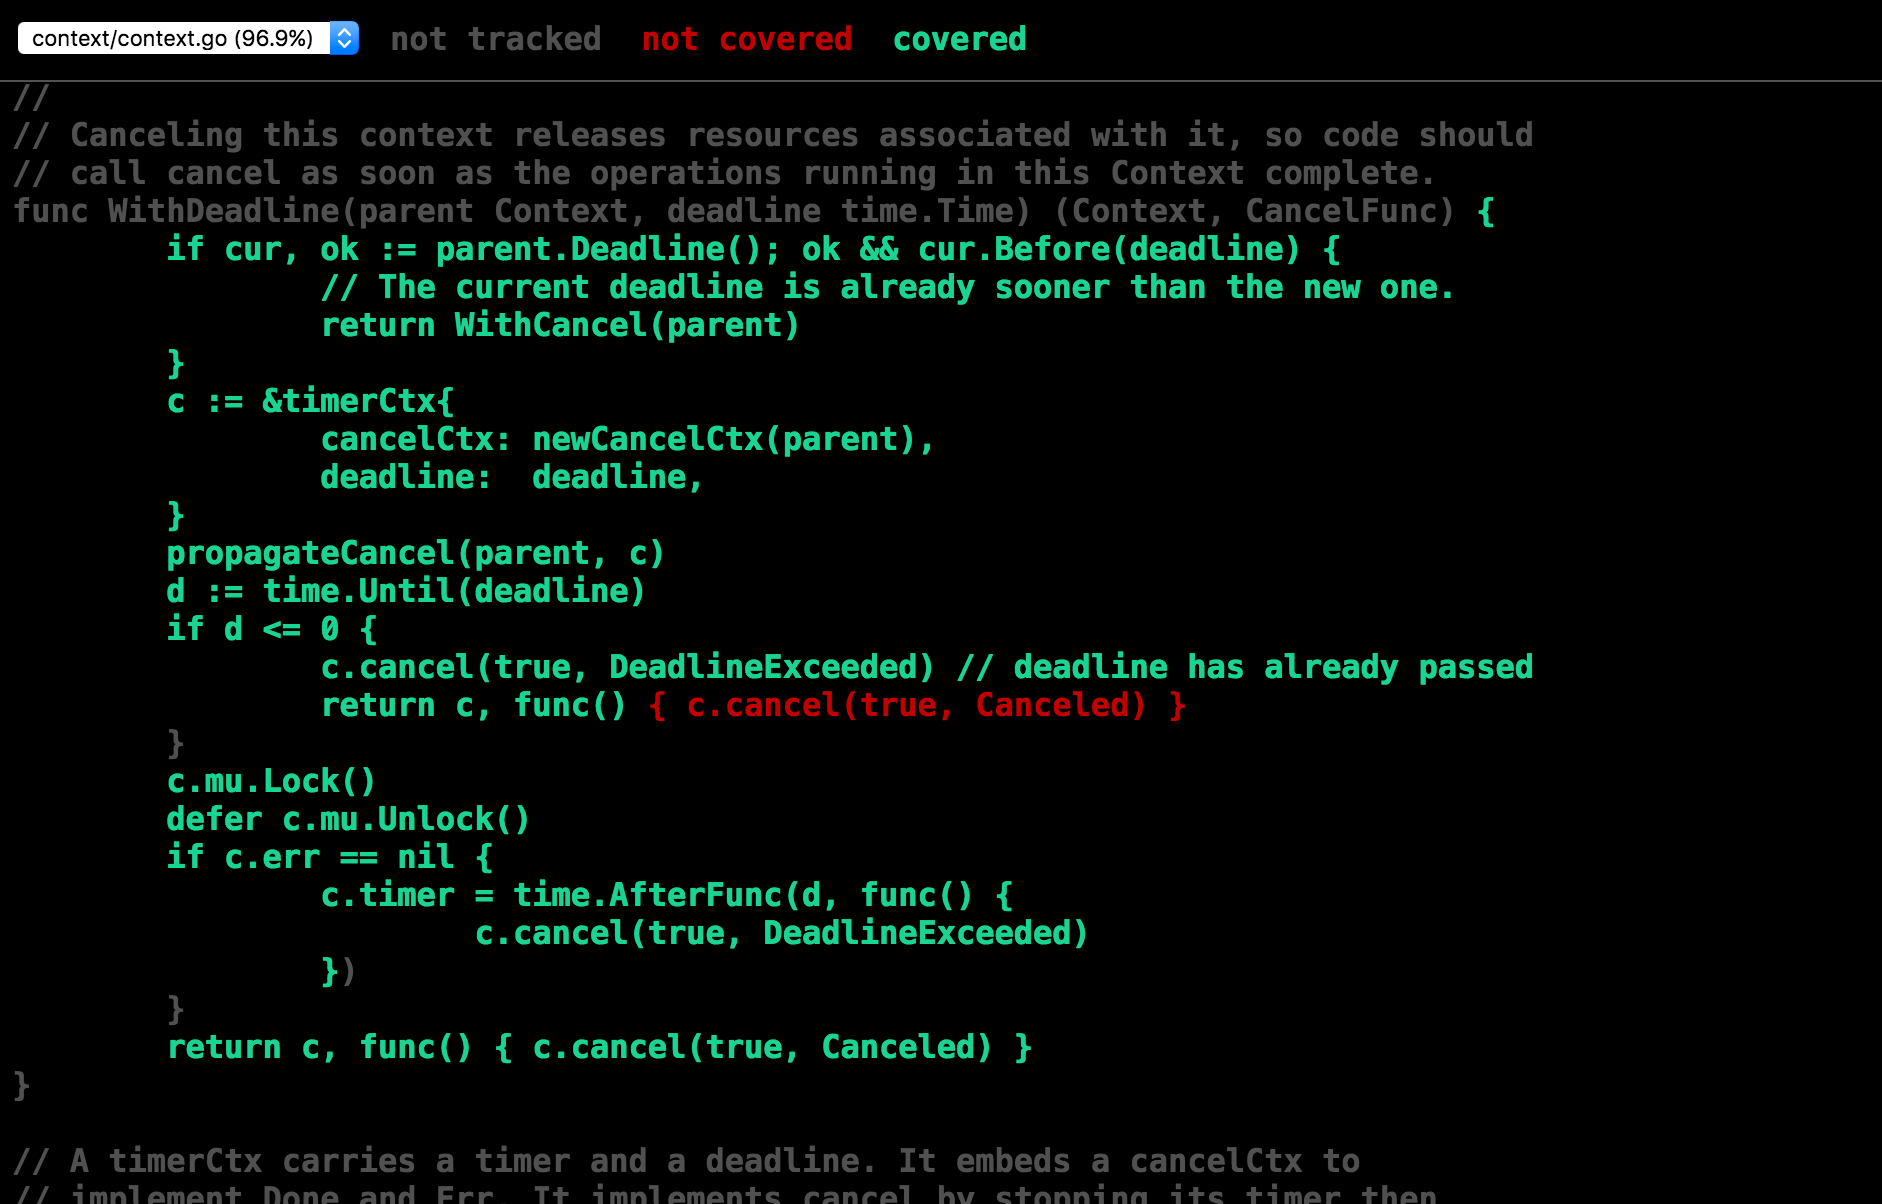 context/context.go (96.9%) not tracked not covered covered
//
// Canceling this context releases resources associated with it, so code should
// call cancel as soon as the operations running in this Context complete.
func WithDeadline(parent Context, deadline time.Time) (Context, CancelFunc) {
        if cur, ok := parent.Deadline(); ok && cur.Before(deadline) {
                // The current deadline is already sooner than the new one.
                return WithCancel(parent)
        }
        c := &timerCtx{
                cancelCtx: newCancelCtx(parent),
                deadline:  deadline,
        }
        propagateCancel(parent, c)
        d := time.Until(deadline)
        if d <= 0 {
                c.cancel(true, DeadlineExceeded) // deadline has already passed
                return c, func() { c.cancel(true, Canceled) }
        }
        c.mu.Lock()
        defer c.mu.Unlock()
        if c.err == nil {
                c.timer = time.AfterFunc(d, func() {
                        c.cancel(true, DeadlineExceeded)
                })
        }
        return c, func() { c.cancel(true, Canceled) }
}

// A timerCtx carries a timer and a deadline. It embeds a cancelCtx to
// implement Done and Err. It implements cancel by stopping its timer then